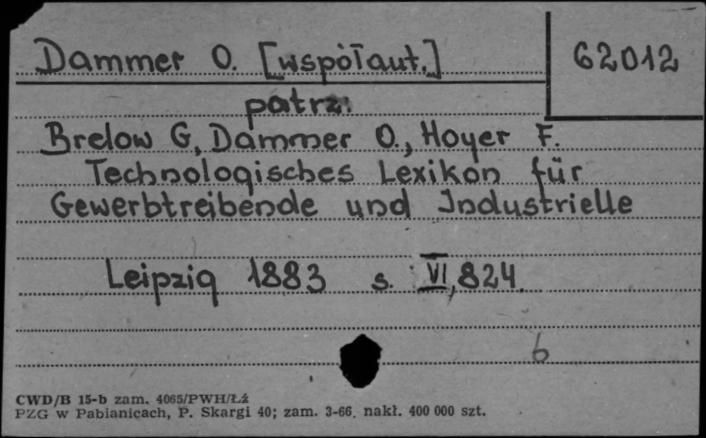 Dammer O. [współaut.]
62012
patrz:
Brelow G, Dammer O., Hoyer F.
Technologisches Lexikon für
Gewerbtreibende und Industrielle
Leipzig 1883 s. VI, 824
6
CWD/B 15-b zam. 4065/PWH/Łź
PZG w Pabianicach, P. Skargi 40; zam. 3-66. nakł. 400 000 szt.